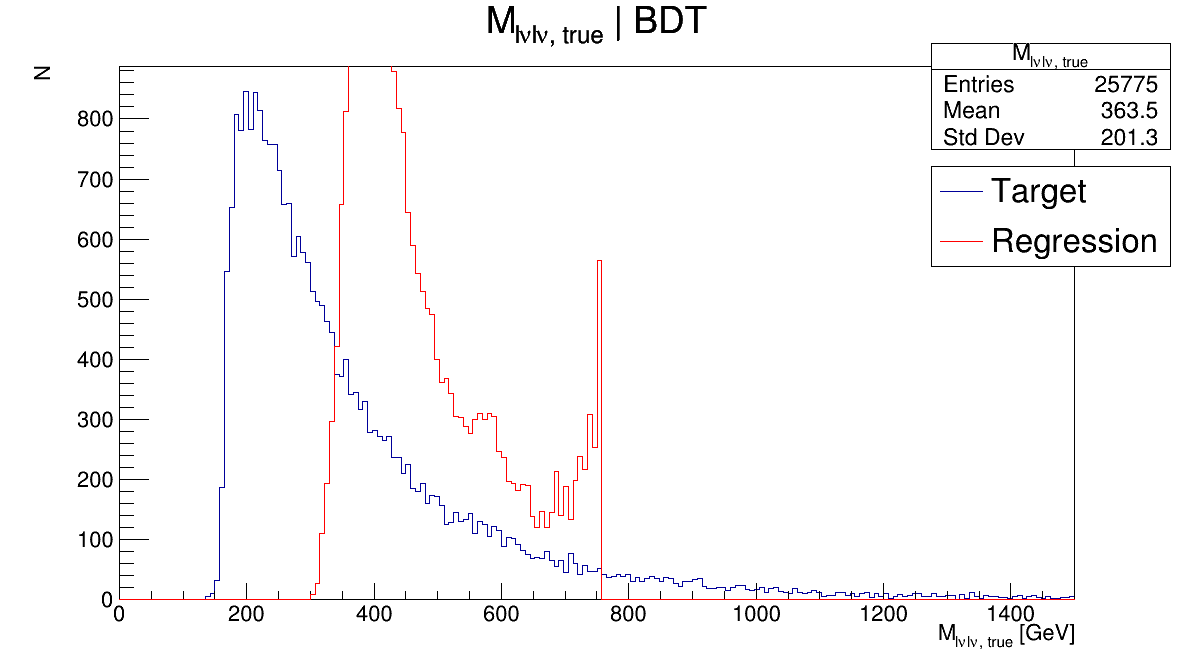 M_lνlν, true | BDT
N
M_lνlν, true
Entries 25775
Mean 363.5
Std Dev 201.3
Target
Regression
800
700
600
500
400
300
200
100
0
0 200 400 600 800 1000 1200 1400
M_lνlν, true [GeV]